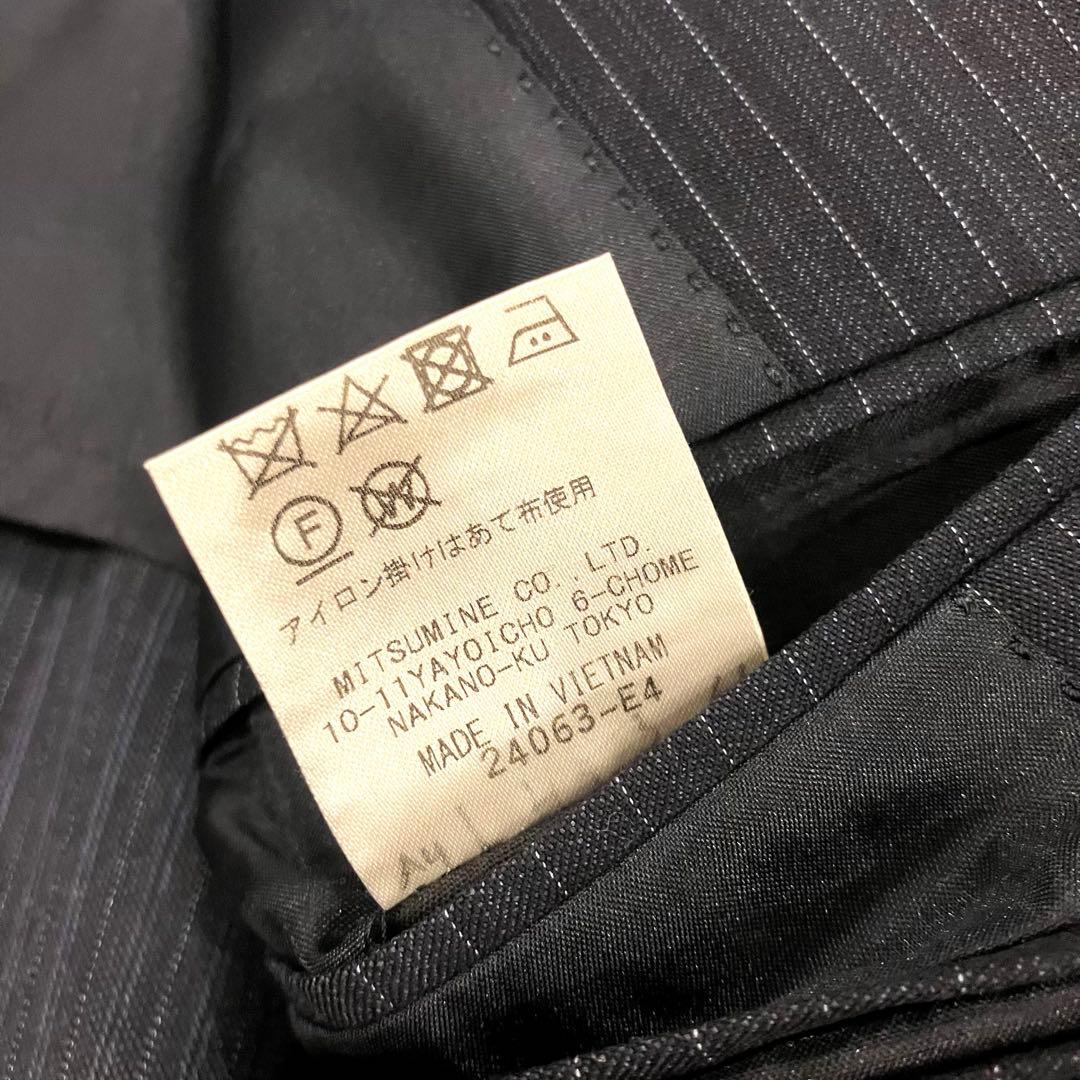 F W
アイロン掛けはあて布使用
MITSUMINE CO.,LTD.
10-11YAYOICHO 6-CHOME
NAKANO-KU TOKYO
MADE IN VIETNAM
24063-E4